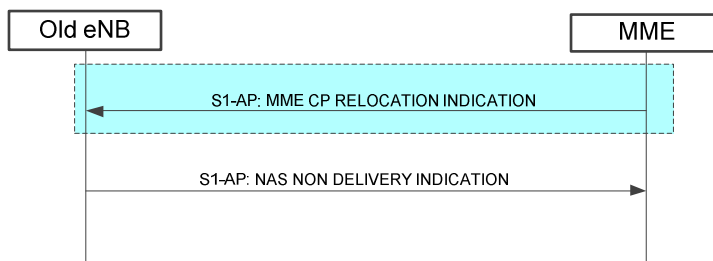 Old eNB
MME
S1-AP: MME CP RELOCATION INDICATION
S1-AP: NAS NON DELIVERY INDICATION